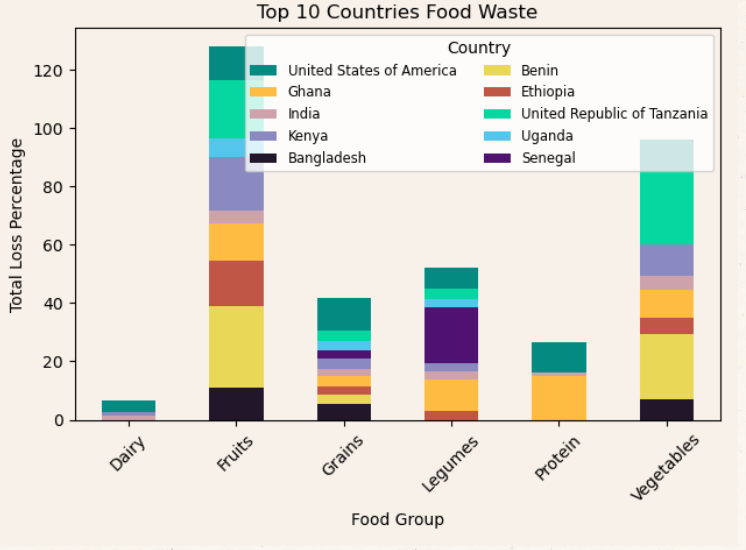 Top 10 Countries Food Waste
Total Loss Percentage
120
100
80
60
40
20
0
Country
United States of America
Ghana
India
Kenya
Bangladesh
Benin
Ethiopia
United Republic of Tanzania
Uganda
Senegal
Dairy
Fruits
Grains
Legumes
Protein
Vegetables
Food Group